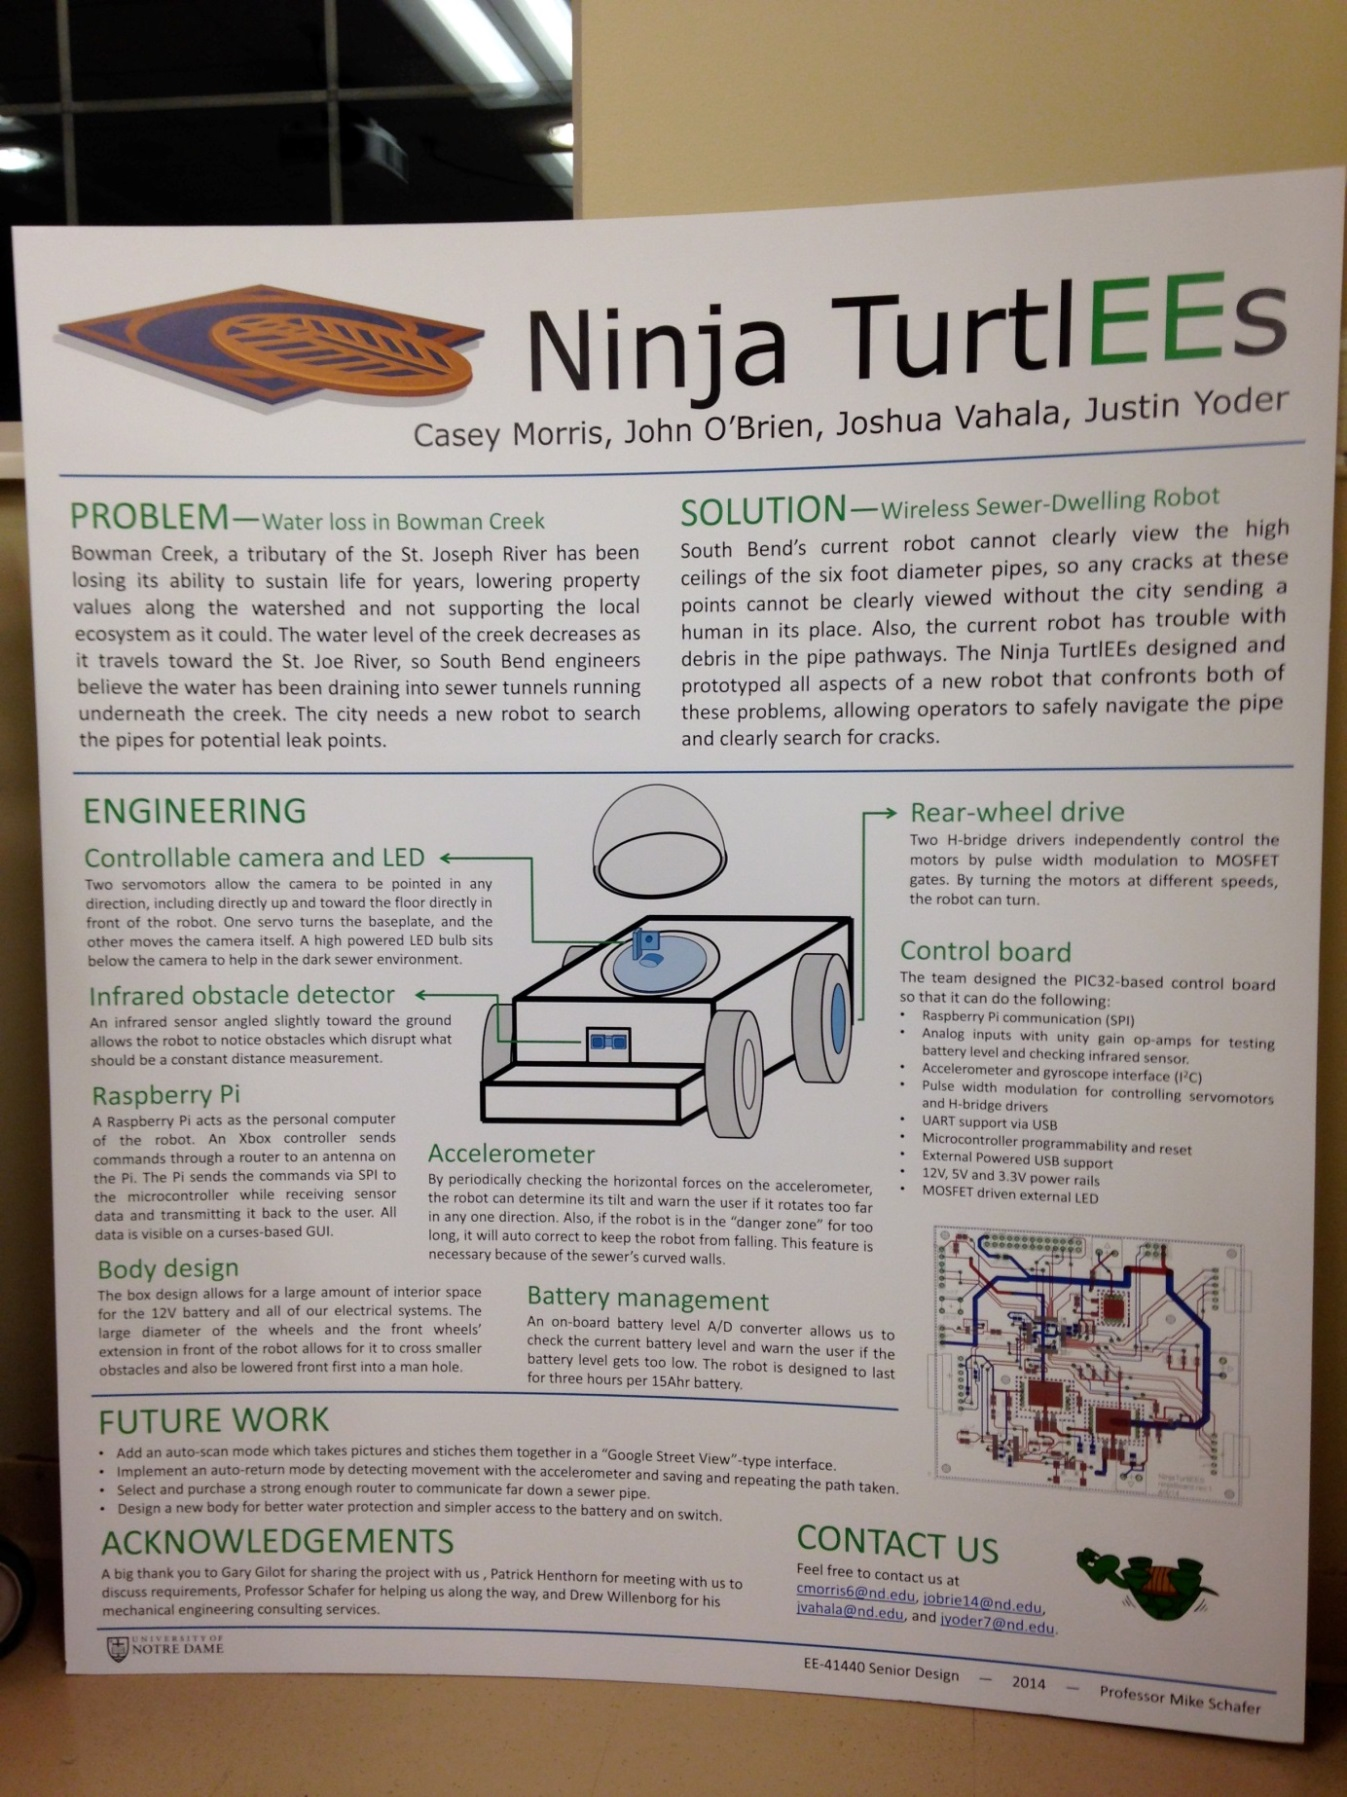 Ninja TurtlEEs
Casey Morris, John O'Brien, Joshua Vahala, Justin Yoder
PROBLEM—Water loss in Bowman Creek
Bowman Creek, a tributary of the St. Joseph River has been
losing its ability to sustain life for years, lowering property
values along the watershed and not supporting the local
ecosystem as it could. The water level of the creek decreases as
it travels toward the St. Joe River, so South Bend engineers
believe the water has been draining into sewer tunnels running
underneath the creek. The city needs a new robot to search
the pipes for potential leak points.
SOLUTION—Wireless Sewer-Dwelling Robot
South Bend's current robot cannot clearly view the high
ceilings of the six foot diameter pipes, so any cracks at these
points cannot be clearly viewed without the city sending a
human in its place. Also, the current robot has trouble with
debris in the pipe pathways. The Ninja TurtlEEs designed and
prototyped all aspects of a new robot that confronts both of
these problems, allowing operators to safely navigate the pipe
and clearly search for cracks.
ENGINEERING
Controllable camera and LED
Two servomotors allow the camera to be pointed in any
direction, including directly up and toward the floor directly in
front of the robot. One servo turns the baseplate, and the
other moves the camera itself. A high powered LED bulb sits
below the camera to help in the dark sewer environment.
Infrared obstacle detector
An infrared sensor angled slightly toward the ground
allows the robot to notice obstacles which disrupt what
should be a constant distance measurement.
Raspberry Pi
A Raspberry Pi acts as the personal computer
of the robot. An Xbox controller sends
commands through a router to an antenna on
the Pi. The Pi sends the commands via SPI to
the microcontroller while receiving sensor
data and transmitting it back to the user. All
data is visible on a curses-based GUI.
Body design
The box design allows for a large amount of interior space
for the 12V battery and all of our electrical systems. The
large diameter of the wheels and the front wheels'
extension in front of the robot allows for it to cross smaller
obstacles and also be lowered front first into a man hole.
Accelerometer
By periodically checking the horizontal forces on the accelerometer,
the robot can determine its tilt and warn the user if it rotates too far
in any one direction. Also, if the robot is in the "danger zone" for too
long, it will auto correct to keep the robot from falling. This feature is
necessary because of the sewer's curved walls.
Battery management
An on-board battery level A/D converter allows us to
check the current battery level and warn the user if the
battery level gets too low. The robot is designed to last
for three hours per 15Ahr battery.
Rear-wheel drive
Two H-bridge drivers independently control the
motors by pulse width modulation to MOSFET
gates. By turning the motors at different speeds,
the robot can turn.
Control board
The team designed the PIC32-based control board
so that it can do the following:
• Raspberry Pi communication (SPI)
• Analog inputs with unity gain op-amps for testing
battery level and checking infrared sensor.
• Accelerometer and gyroscope interface (I²C)
• Pulse width modulation for controlling servomotors
and H-bridge drivers
• UART support via USB
• Microcontroller programmability and reset
• External Powered USB support
• 12V, 5V and 3.3V power rails
• MOSFET driven external LED
FUTURE WORK
• Add an auto-scan mode which takes pictures and stiches them together in a "Google Street View"-type interface.
• Implement an auto-return mode by detecting movement with the accelerometer and saving and repeating the path taken.
• Select and purchase a strong enough router to communicate far down a sewer pipe.
• Design a new body for better water protection and simpler access to the battery and on switch.
ACKNOWLEDGEMENTS
A big thank you to Gary Gilot for sharing the project with us , Patrick Henthorn for meeting with us to
discuss requirements, Professor Schafer for helping us along the way, and Drew Willenborg for his
mechanical engineering consulting services.
CONTACT US
Feel free to contact us at
cmorris6@nd.edu, jobrie14@nd.edu,
jvahala@nd.edu, and jyoder7@nd.edu.
UNIVERSITY OF
NOTRE DAME
EE-41440 Senior Design — 2014 — Professor Mike Schafer